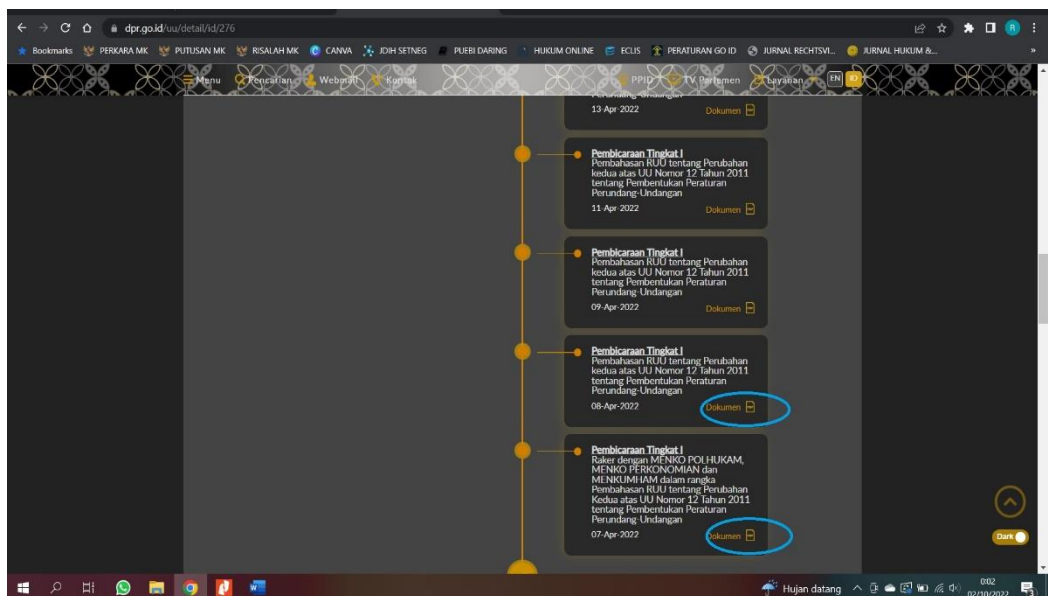 dpr.go.id/uu/detail/id/276
Bookmarks PERKARA MK PUTUSAN MK RISALAH MK CANVA JDIH SETNEG PUEBI DARING HUKUM ONLINE ECLIS PERATURAN GO ID JURNAL RECHTSVI... JURNAL HUKUM &... »
Menu Pencarian Webmail Kontak PPID TV Parlemen Layanan EN ID
Perundang-Undangan
13-Apr-2022 Dokumen
Pembicaraan Tingkat I
Pembahasan RUU tentang Perubahan
kedua atas UU Nomor 12 Tahun 2011
tentang Pembentukan Peraturan
Perundang-Undangan
11-Apr-2022 Dokumen
Pembicaraan Tingkat I
Pembahasan RUU tentang Perubahan
kedua atas UU Nomor 12 Tahun 2011
tentang Pembentukan Peraturan
Perundang-Undangan
09-Apr-2022 Dokumen
Pembicaraan Tingkat I
Pembahasan RUU tentang Perubahan
kedua atas UU Nomor 12 Tahun 2011
tentang Pembentukan Peraturan
Perundang-Undangan
08-Apr-2022 Dokumen
Pembicaraan Tingkat I
Raker dengan MENKO POLHUKAM,
MENKO PERKONOMIAN dan
MENKUMHAM dalam rangka
Pembahasan RUU tentang Perubahan
Kedua atas UU Nomor 12 Tahun 2011
tentang Pembentukan Peraturan
Perundang-Undangan
07-Apr-2022 Dokumen
Dark
Hujan datang 0:02
02/10/2022